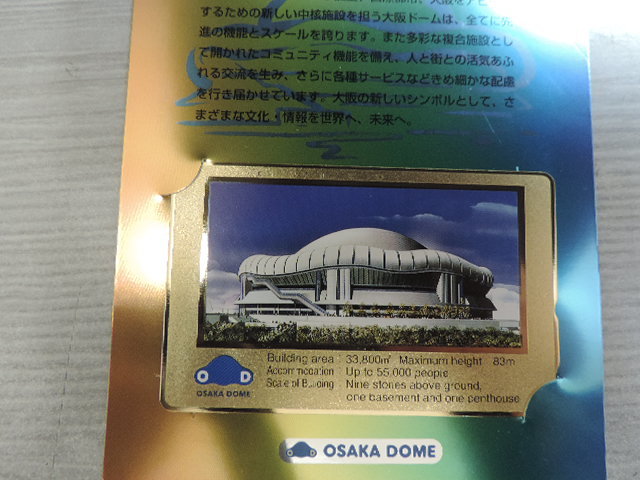 するための新しい中核施設を担う大阪ドームは、全てに先
進の機能とスケールを誇ります。また多彩な複合施設とし
て開かれたコミュニティ機能を備え、人と街との活気あふ
れる交流を生み、さらに各種サービスなどきめ細かな配慮
を行き届かせています。大阪の新しいシンボルとして、さ
まざまな文化・情報を世界へ、未来へ。
Building area : 33,800㎡ Maximum height : 83m
Accommodation : Up to 55,000 people
Scale of Building : Nine stories above ground,
one basement and one penthouse
O D
OSAKA DOME
OSAKA DOME